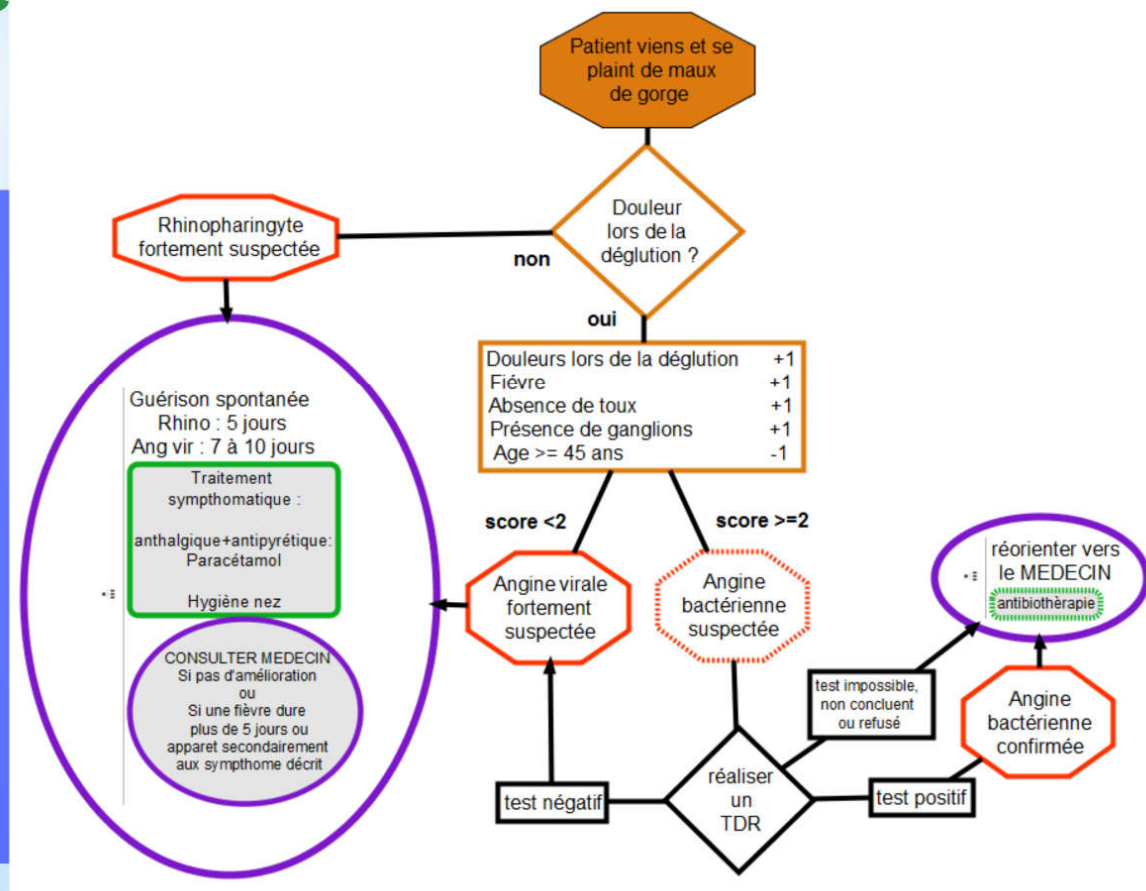 Patient viens et se
plaint de maux
de gorge
Douleur
lors de la
déglution ?
non
oui
Rhinopharingyte
fortement suspectée
Douleurs lors de la déglution +1
Fiévre +1
Absence de toux +1
Présence de ganglions +1
Age >= 45 ans -1
Guérison spontanée
Rhino : 5 jours
Ang vir : 7 à 10 jours
Traitement
sympthomatique :
anthalgique+antipyrétique:
Paracétamol
Hygiène nez
CONSULTER MEDECIN
Si pas d'amélioration
ou
Si une fièvre dure
plus de 5 jours ou
apparet secondairement
aux sympthome décrit
score <2
score >=2
Angine virale
fortement
suspectée
Angine
bactérienne
suspectée
réorienter vers
le MEDECIN
antibiothèrapie
test impossible,
non concluent
ou refusé
Angine
bactérienne
confirmée
test négatif
réaliser
un
TDR
test positif